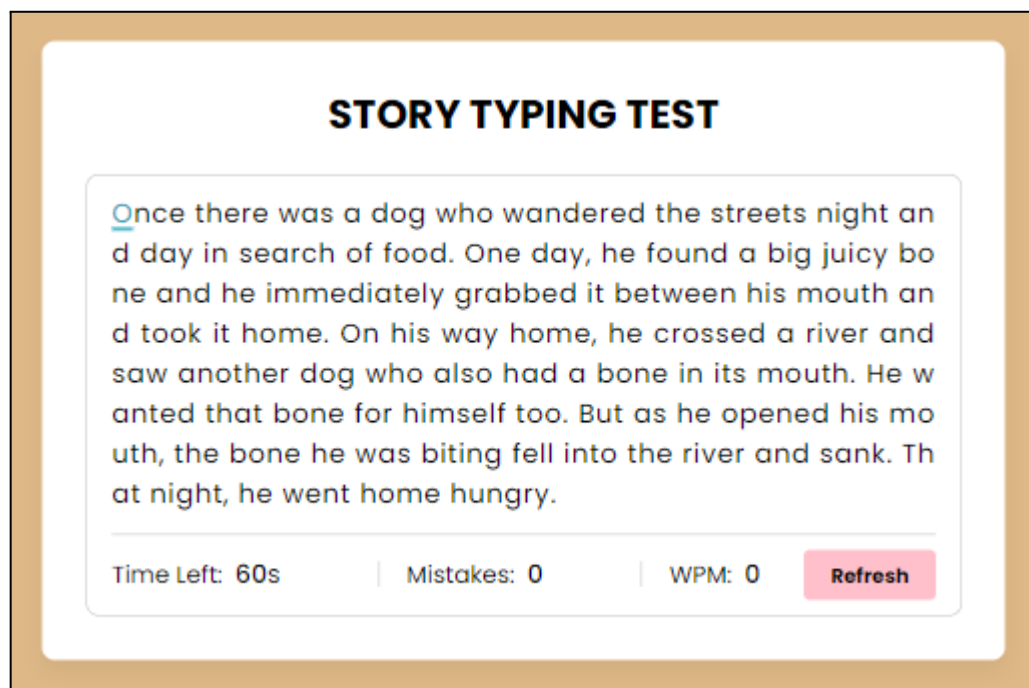 STORY TYPING TEST
Once there was a dog who wandered the streets night an
d day in search of food. One day, he found a big juicy bo
ne and he immediately grabbed it between his mouth an
d took it home. On his way home, he crossed a river and
saw another dog who also had a bone in its mouth. He w
anted that bone for himself too. But as he opened his mo
uth, the bone he was biting fell into the river and sank. Th
at night, he went home hungry.
Time Left: 60s Mistakes: 0 WPM: 0 Refresh